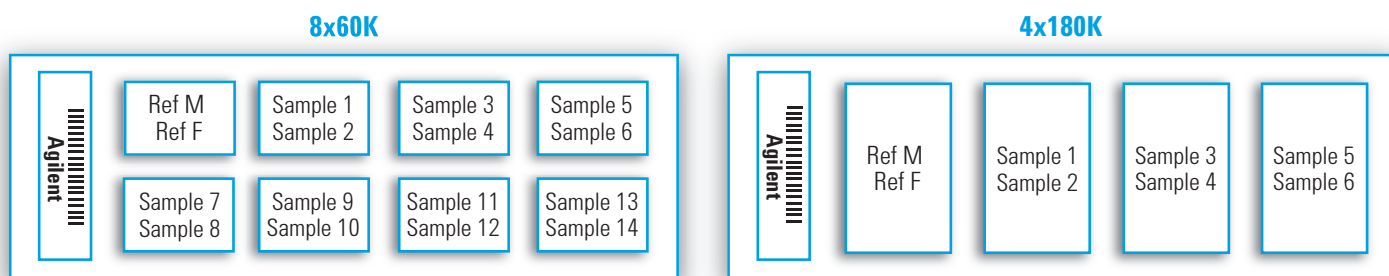 8x60K
Agilent
Ref M
Ref F
Sample 1
Sample 2
Sample 3
Sample 4
Sample 5
Sample 6
Sample 7
Sample 8
Sample 9
Sample 10
Sample 11
Sample 12
Sample 13
Sample 14
4x180K
Agilent
Ref M
Ref F
Sample 1
Sample 2
Sample 3
Sample 4
Sample 5
Sample 6